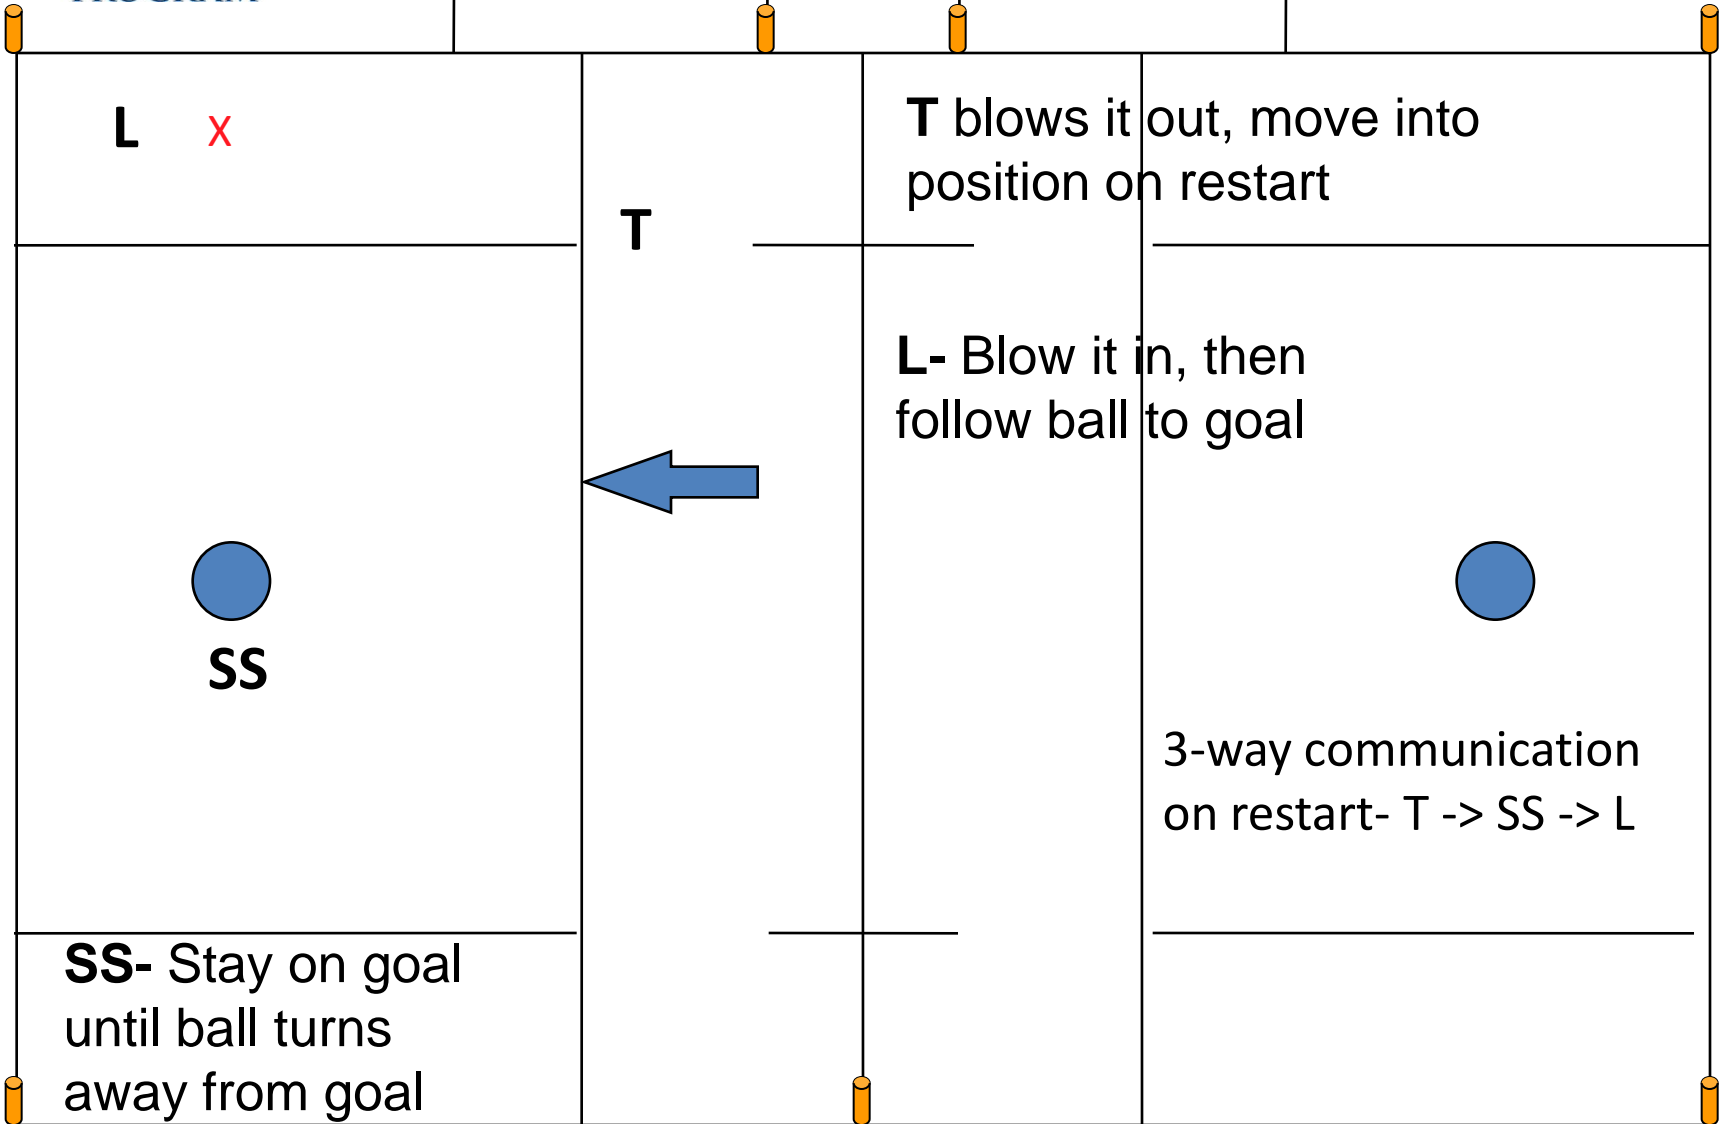 PROGRAM
L X
T blows it out, move into
position on restart
T
L- Blow it in, then
follow ball to goal
SS
3-way communication
on restart- T -> SS -> L
SS- Stay on goal
until ball turns
away from goal